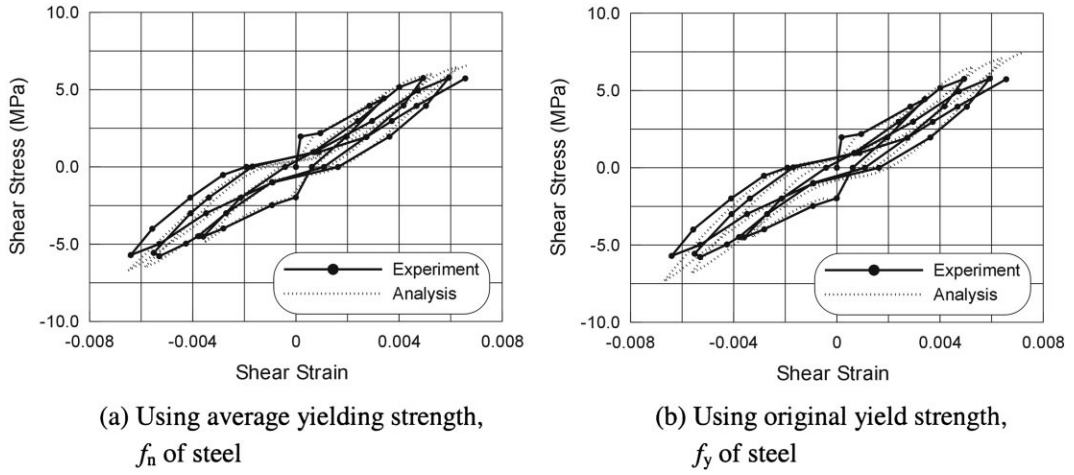 10.0
5.0
0.0
-5.0
-10.0
Shear Stress (MPa)
Experiment
Analysis
-0.008
-0.004
0
0.004
0.008
Shear Strain
(a) Using average yielding strength,
fn of steel
10.0
5.0
0.0
-5.0
-10.0
Shear Stress (MPa)
Experiment
Analysis
-0.008
-0.004
0
0.004
0.008
Shear Strain
(b) Using original yield strength,
fy of steel